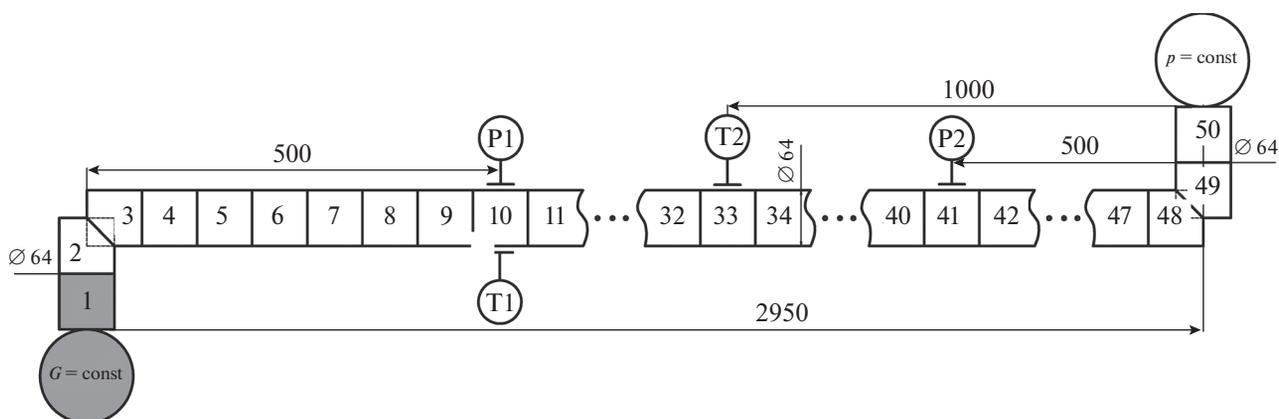 p = const
1000
P1
T2
P2
50
500
500
∅ 64
∅ 64
49
3 4 5 6 7 8 9 10 11 ••• 32 33 34 ••• 40 41 42 ••• 47 48
2
∅ 64
1
T1
2950
G = const